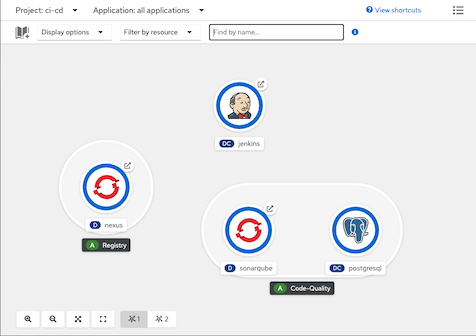 Project: ci-cd
Application: all applications
View shortcuts
Display options
Filter by resource
Find by name...
DC jenkins
D nexus
A Registry
D sonarqube
DC postgresql
A Code-Quality
1
2